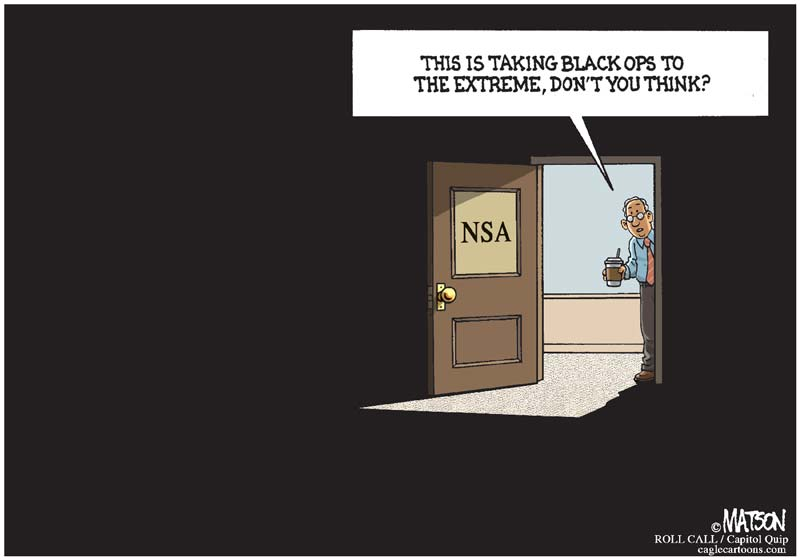 THIS IS TAKING BLACK OPS TO
THE EXTREME, DON'T YOU THINK?
NSA
© MATSON
ROLL CALL / Capitol Quip
caglecartoons.com